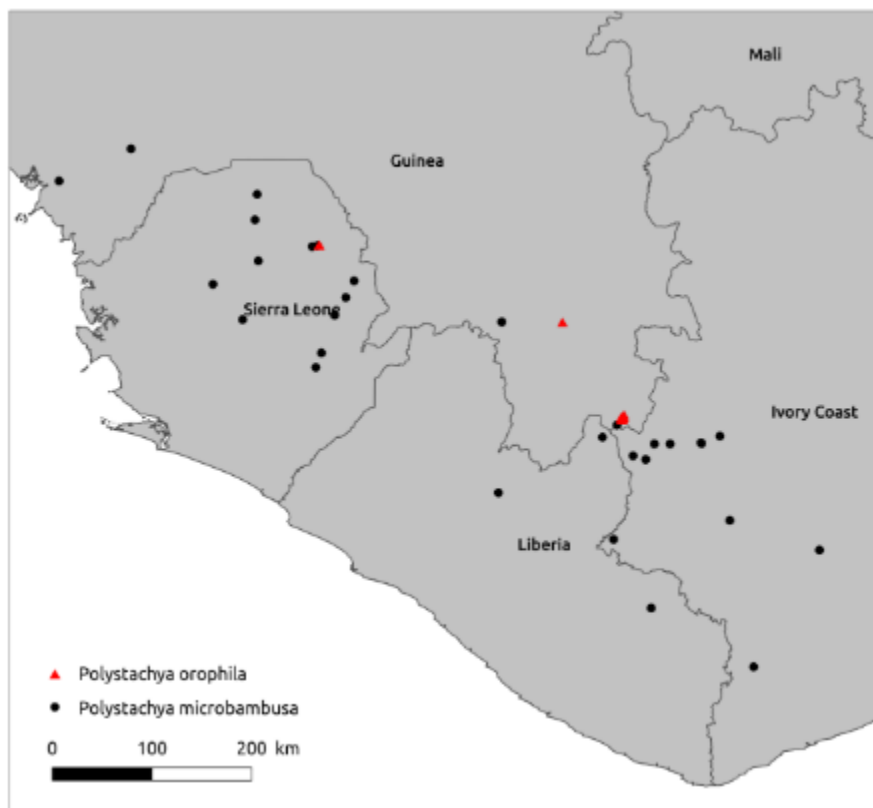 Mali
Guinea
Sierra Leone
Ivory Coast
Liberia
Polystachya orophila
Polystachya microbambusa
0 100 200 km